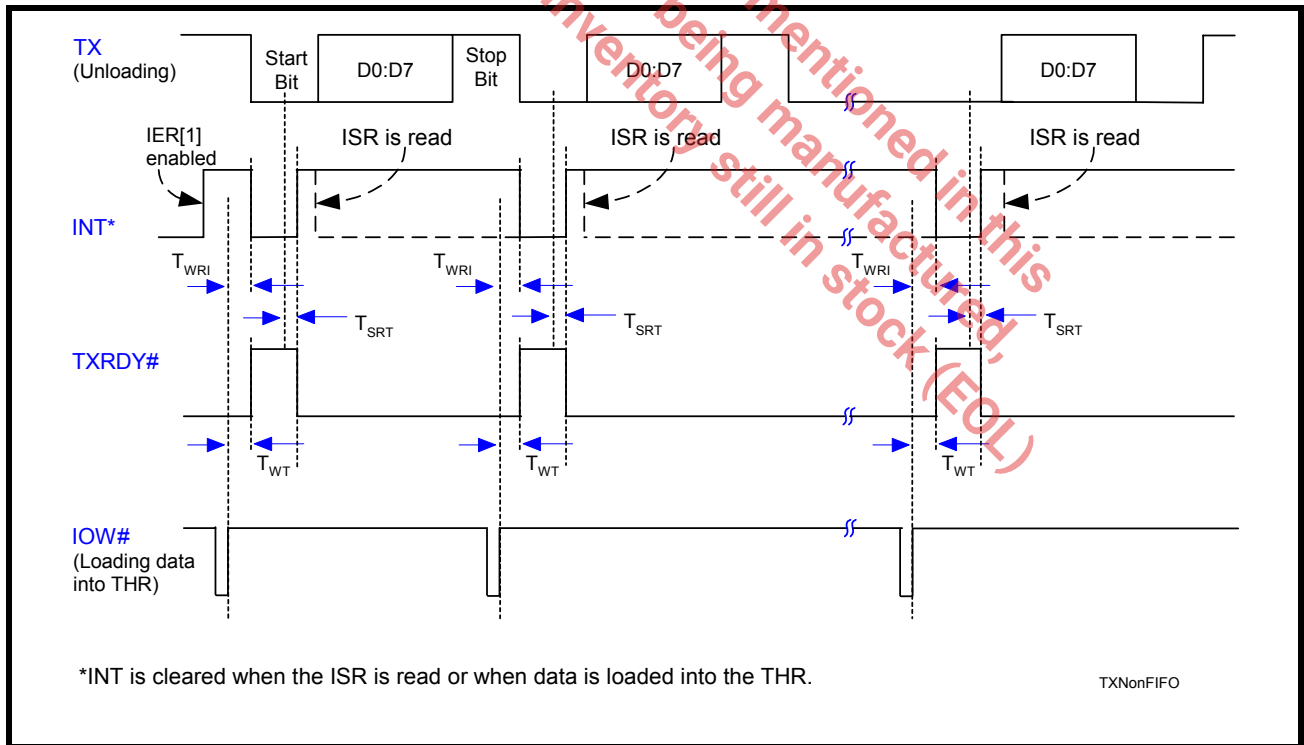 mentioned in this
being manufactured,
inventory still in stock (EOL)
TX
(Unloading)
Start
Bit
D0:D7
Stop
Bit
D0:D7
D0:D7
IER[1]
enabled
ISR is read
ISR is read
ISR is read
INT*
TWRI
TWRI
TWRI
TSRT
TSRT
TSRT
TXRDY#
TWT
TWT
TWT
IOW#
(Loading data
into THR)
*INT is cleared when the ISR is read or when data is loaded into the THR.
TXNonFIFO